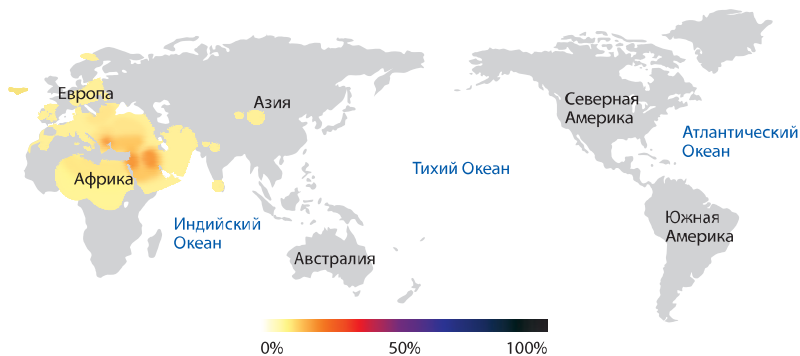 Европа
Азия
Африка
Индийский
Океан
Австралия
Тихий Океан
Северная
Америка
Атлантический
Океан
Южная
Америка
0%
50%
100%